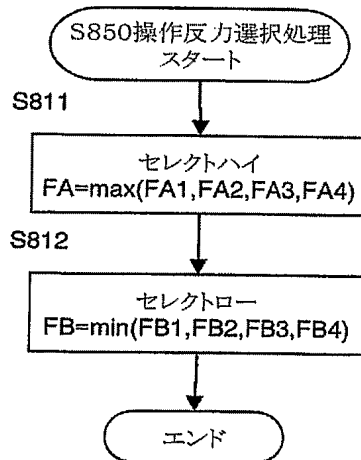 S850操作反力選択処理
スタート
S811
セレクトハイ
FA=max(FA1,FA2,FA3,FA4)
S812
セレクトロー
FB=min(FB1,FB2,FB3,FB4)
エンド